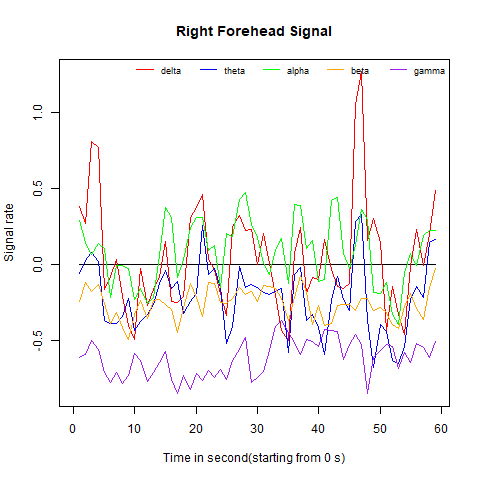 Right Forehead Signal
delta theta alpha beta gamma
Signal rate
1.0
0.5
0.0
-0.5
0 10 20 30 40 50 60
Time in second(starting from 0 s)